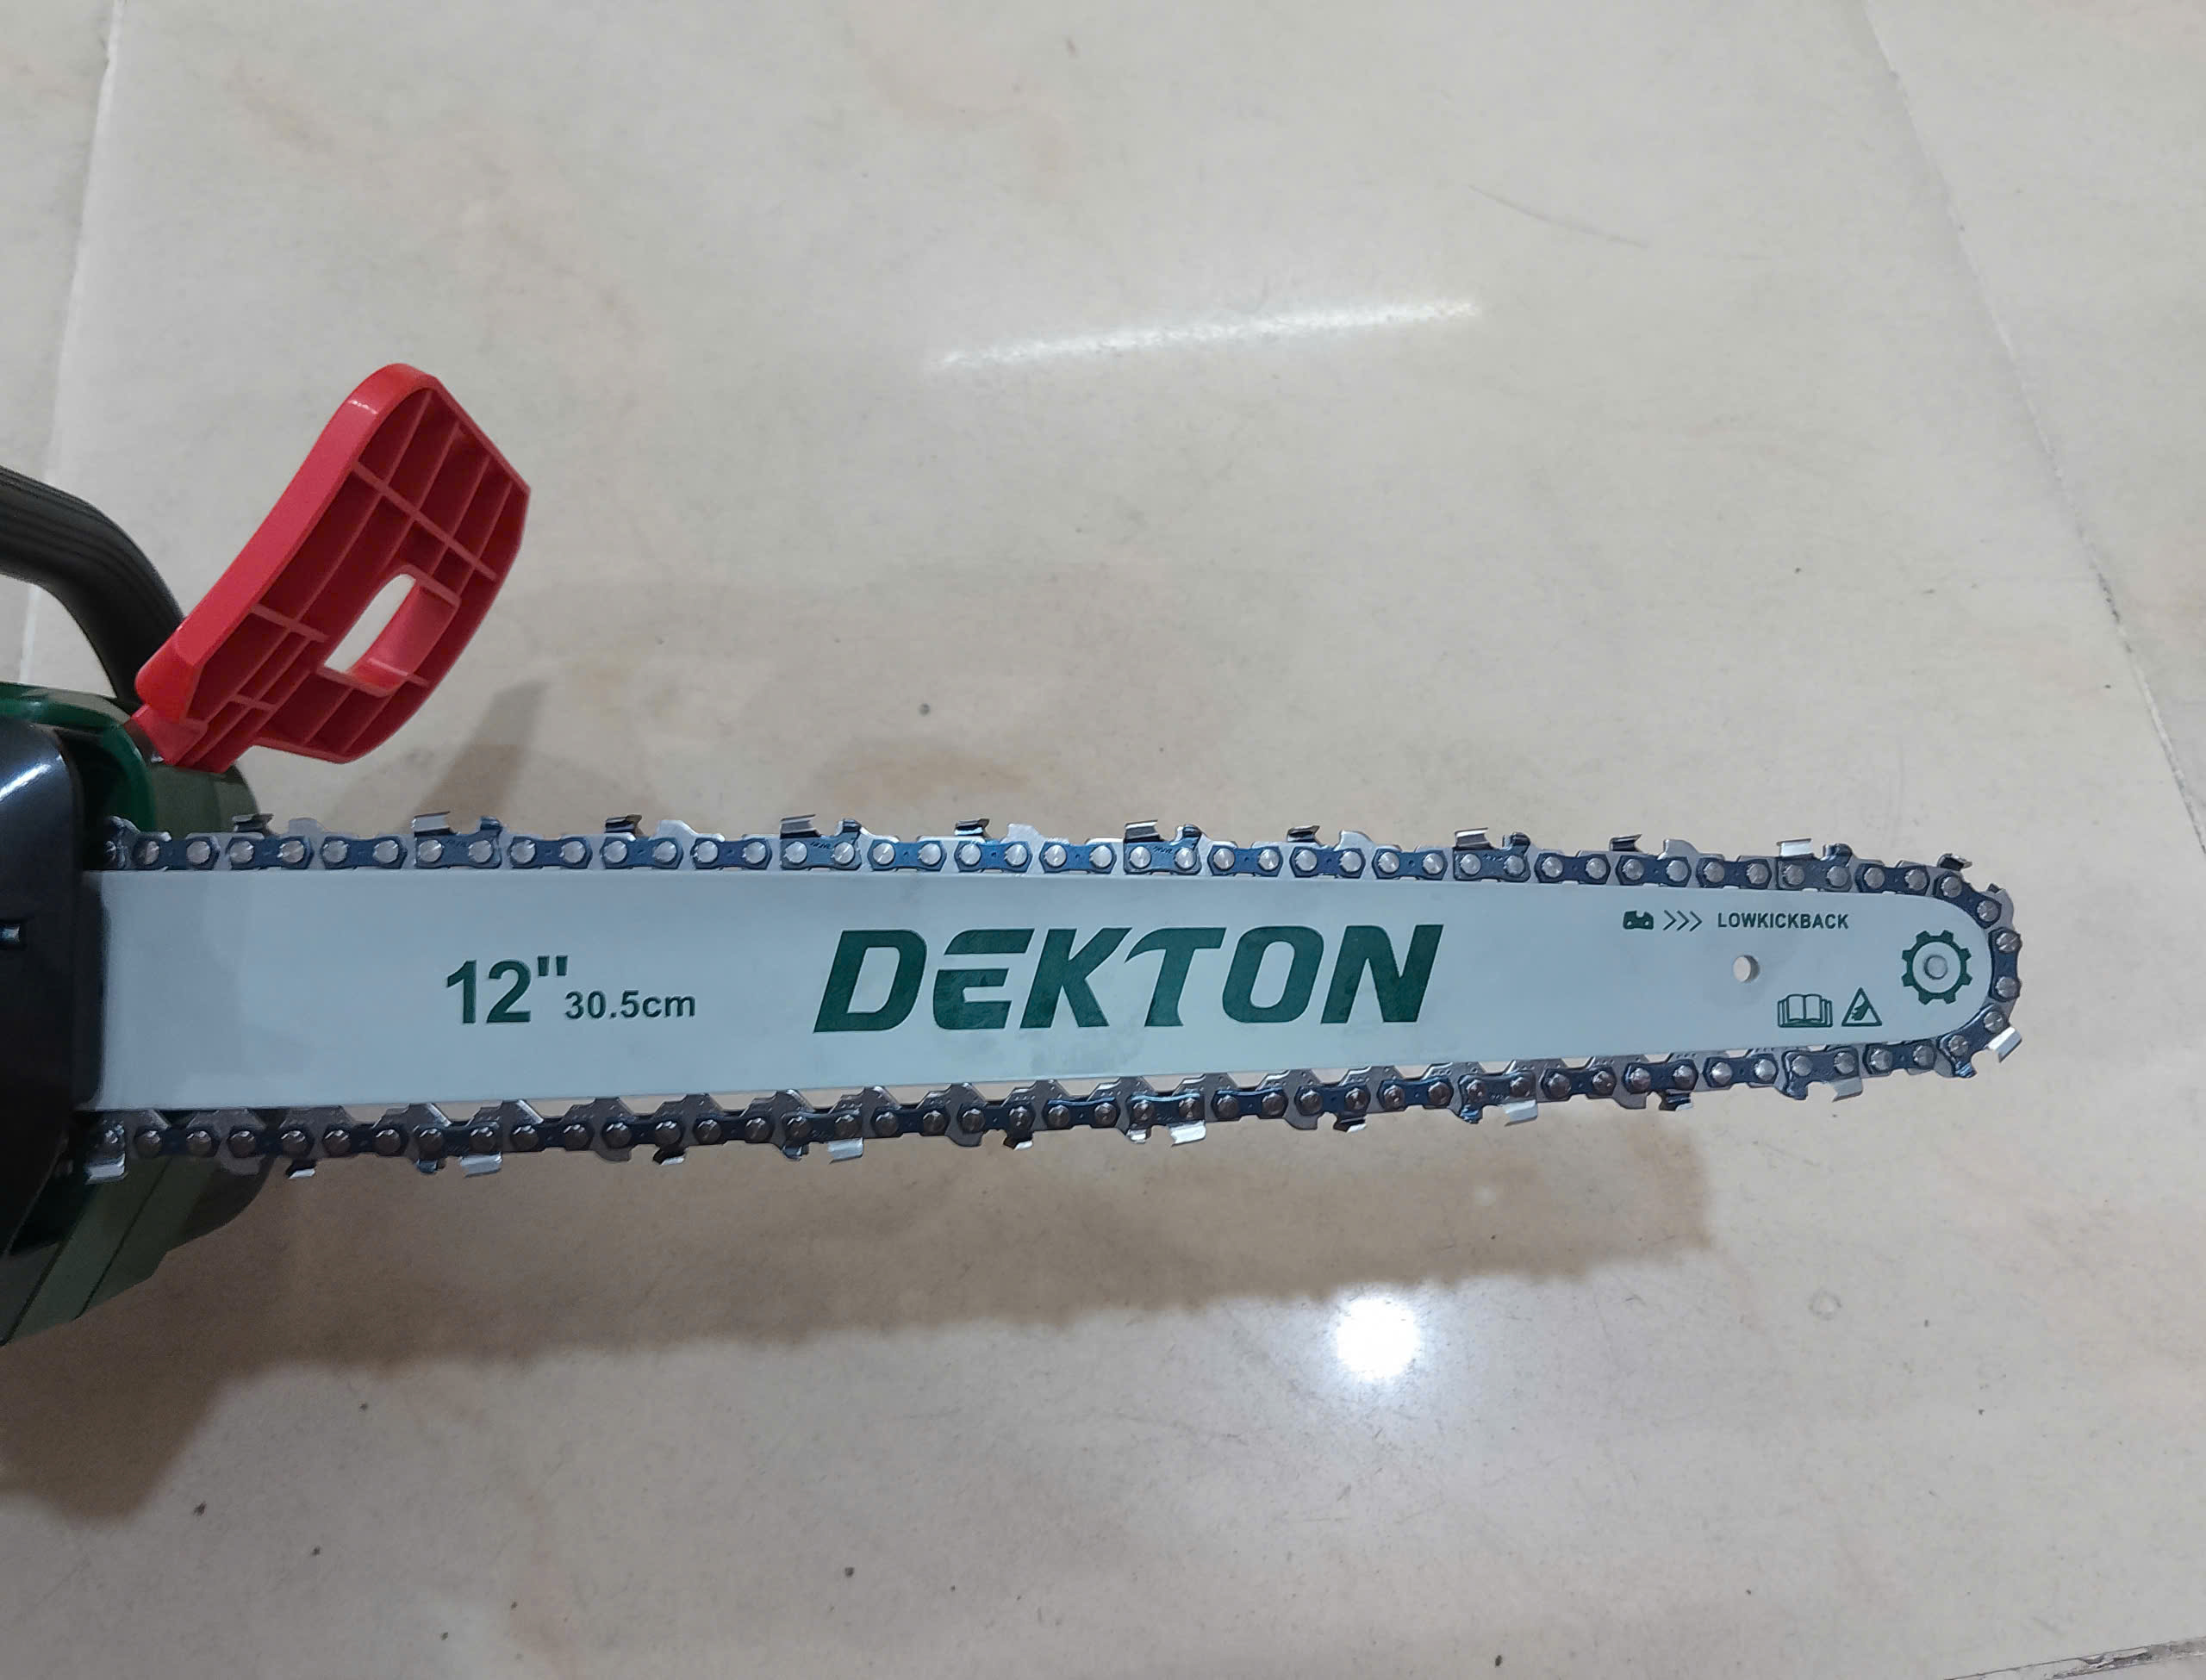 >>> LOWKICKBACK
12" 30.5cm
DEKTON